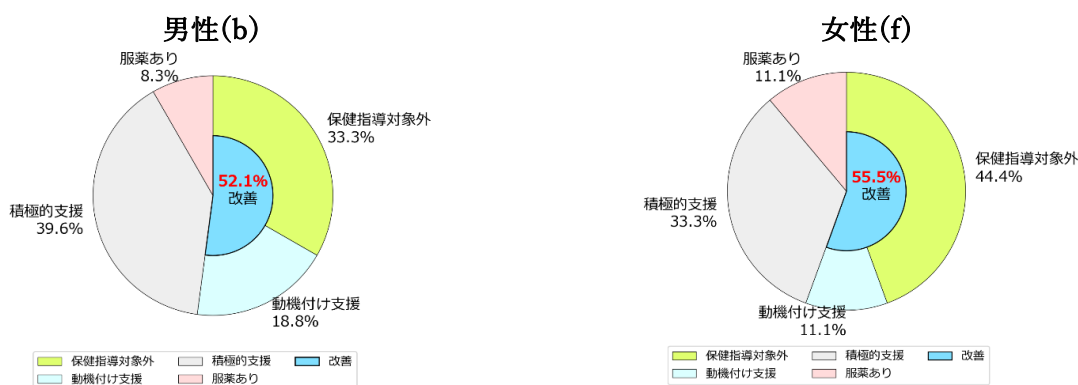 男性(b)
服薬あり
8.3%
保健指導対象外
33.3%
52.1%
改善
積極的支援
39.6%
動機付け支援
18.8%
保健指導対象外 積極的支援 改善
動機付け支援 服薬あり
女性(f)
服薬あり
11.1%
保健指導対象外
44.4%
55.5%
改善
積極的支援
33.3%
動機付け支援
11.1%
保健指導対象外 積極的支援 改善
動機付け支援 服薬あり